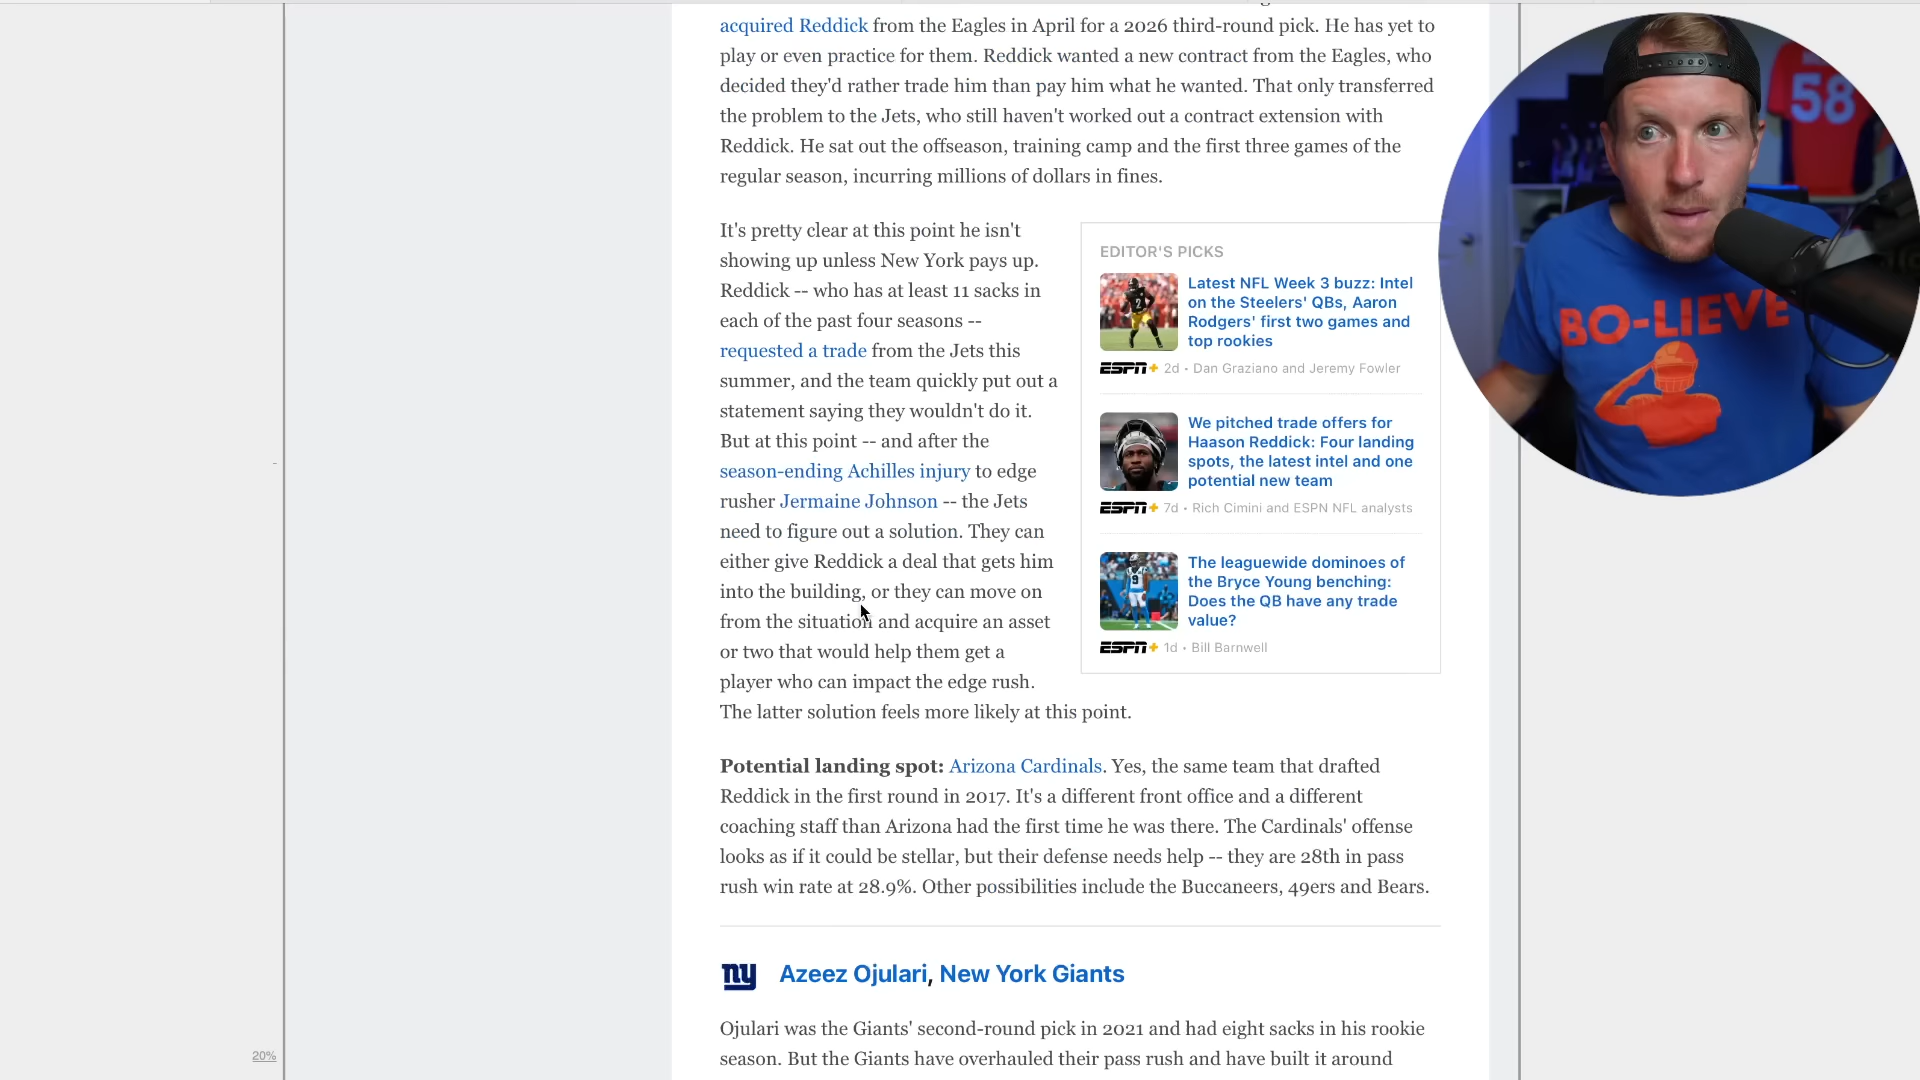 acquired Reddick from the Eagles in April for a 2026 third-round pick. He has yet to
play or even practice for them. Reddick wanted a new contract from the Eagles, who
decided they'd rather trade him than pay him what he wanted. That only transferred
the problem to the Jets, who still haven't worked out a contract extension with
Reddick. He sat out the offseason, training camp and the first three games of the
regular season, incurring millions of dollars in fines.
It's pretty clear at this point he isn't
showing up unless New York pays up.
Reddick -- who has at least 11 sacks in
each of the past four seasons --
requested a trade from the Jets this
summer, and the team quickly put out a
statement saying they wouldn't do it.
But at this point -- and after the
season-ending Achilles injury to edge
rusher Jermaine Johnson -- the Jets
need to figure out a solution. They can
either give Reddick a deal that gets him
into the building, or they can move on
from the situation and acquire an asset
or two that would help them get a
player who can impact the edge rush.
The latter solution feels more likely at this point.
EDITOR'S PICKS
Latest NFL Week 3 buzz: Intel
on the Steelers' QBs, Aaron
Rodgers' first two games and
top rookies
ESPN+ 2d • Dan Graziano and Jeremy Fowler
We pitched trade offers for
Haason Reddick: Four landing
spots, the latest intel and one
potential new team
ESPN+ 7d • Rich Cimini and ESPN NFL analysts
The leaguewide dominoes of
the Bryce Young benching:
Does the QB have any trade
value?
ESPN+ 1d • Bill Barnwell
Potential landing spot: Arizona Cardinals. Yes, the same team that drafted
Reddick in the first round in 2017. It's a different front office and a different
coaching staff than Arizona had the first time he was there. The Cardinals' offense
looks as if it could be stellar, but their defense needs help -- they are 28th in pass
rush win rate at 28.9%. Other possibilities include the Buccaneers, 49ers and Bears.
ny Azeez Ojulari, New York Giants
Ojulari was the Giants' second-round pick in 2021 and had eight sacks in his rookie
season. But the Giants have overhauled their pass rush and have built it around
20%
58
BO-LIEVE